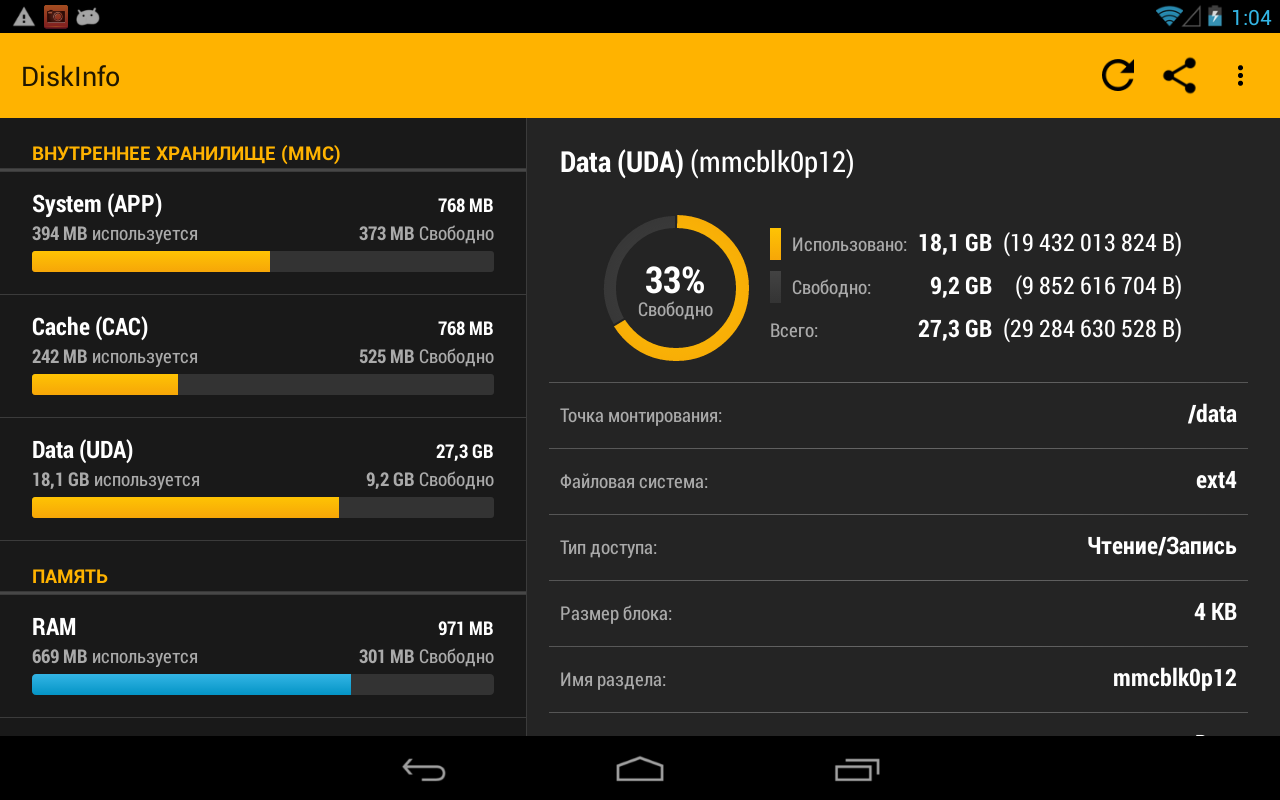 1:04
DiskInfo
ВНУТРЕННЕЕ ХРАНИЛИЩЕ (MMC)
System (APP) 768 MB
394 MB используется 373 MB Свободно
Cache (CAC) 768 MB
242 MB используется 525 MB Свободно
Data (UDA) 27,3 GB
18,1 GB используется 9,2 GB Свободно
ПАМЯТЬ
RAM 971 MB
669 MB используется 301 MB Свободно
Data (UDA) (mmcblk0p12)
33%
Свободно
Использовано: 18,1 GB (19 432 013 824 B)
Свободно: 9,2 GB (9 852 616 704 B)
Всего: 27,3 GB (29 284 630 528 B)
Точка монтирования: /data
Файловая система: ext4
Тип доступа: Чтение/Запись
Размер блока: 4 KB
Имя раздела: mmcblk0p12